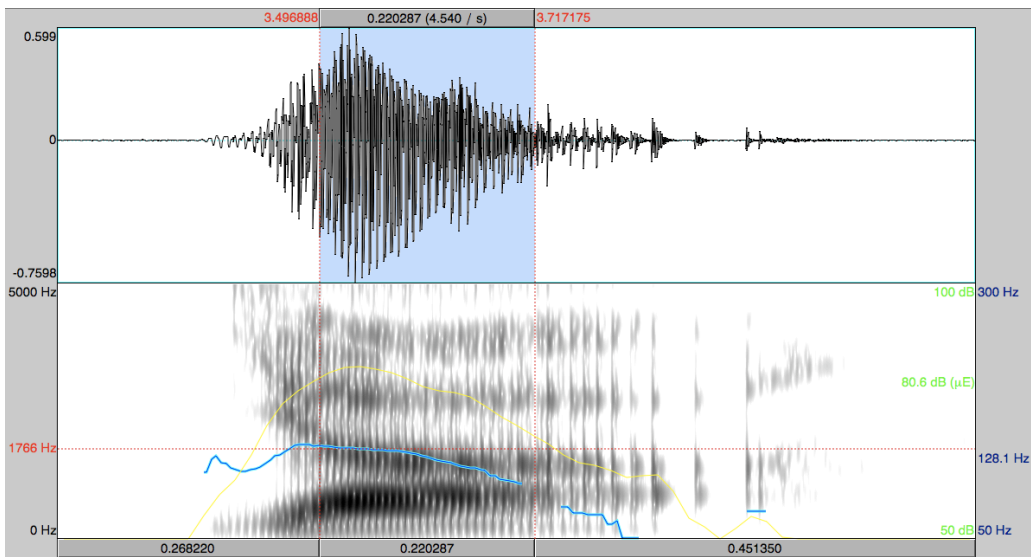 3.496888 0.220287 (4.540 / s) 3.717175
0.599
0
-0.7598
5000 Hz 100 dB 300 Hz
80.6 dB (µE)
1766 Hz 128.1 Hz
0 Hz 50 dB 50 Hz
0.268220 0.220287 0.451350